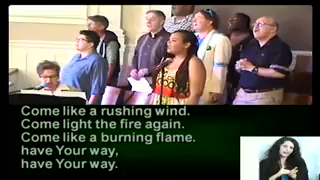 Come like a rushing wind.
Come light the fire again.
Come like a burning flame.
have Your way,
have Your way.